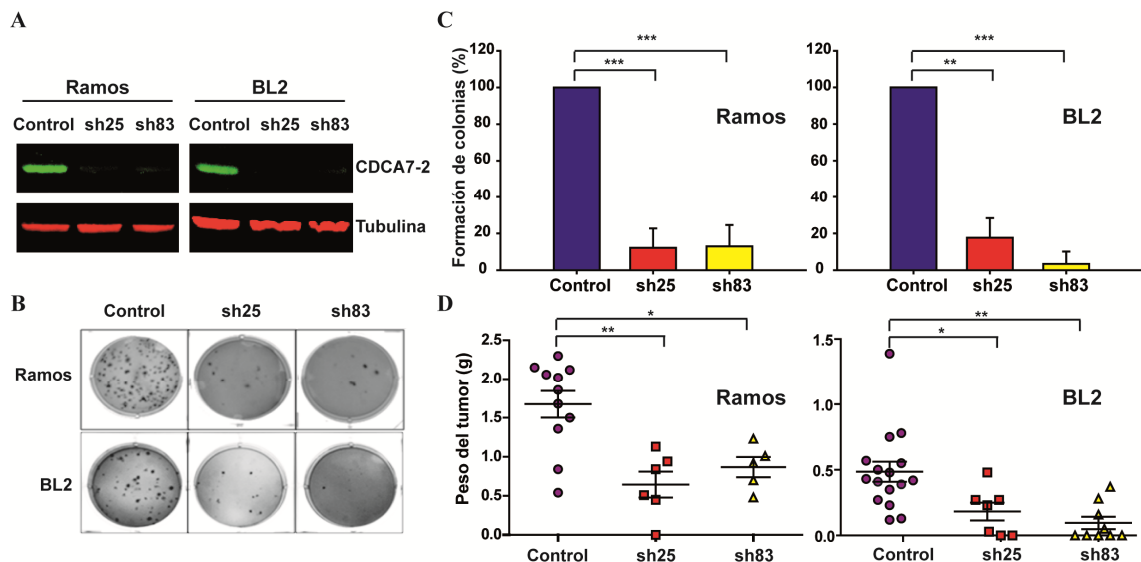 A
Ramos
BL2
Control sh25 sh83 Control sh25 sh83
CDCA7-2
Tubulina
B
Control sh25 sh83
Ramos
BL2
C
Formación de colonias (%)
120
100
80
60
40
20
0
***
***
Ramos
Control sh25 sh83
120
100
80
60
40
20
0
***
**
BL2
Control sh25 sh83
D
Peso del tumor (g)
2.5
2.0
1.5
1.0
0.5
0.0
*
**
Ramos
Control sh25 sh83
1.5
1.0
0.5
0.0
**
*
BL2
Control sh25 sh83